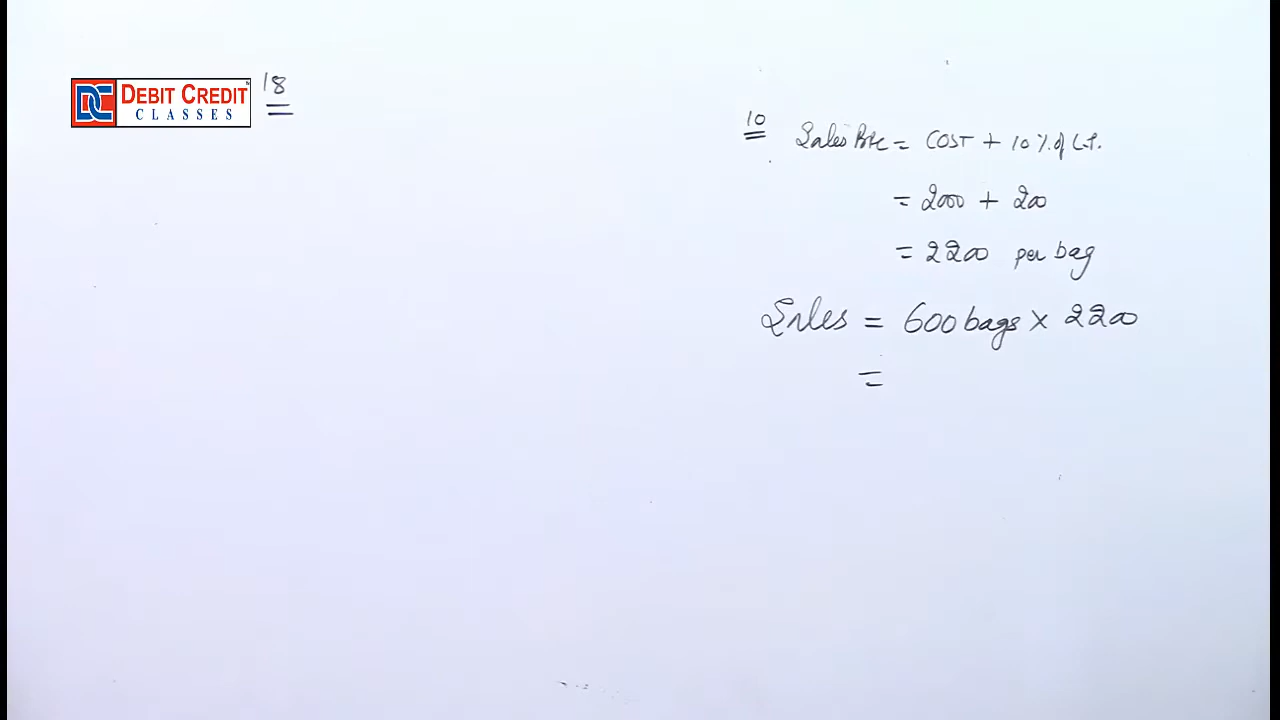 DEBIT CREDIT
CLASSES
18
10
Sales Price = COST + 10% of C.P.
= 2000 + 200
= 2200 per bag
Sales = 600 bags × 2200
=